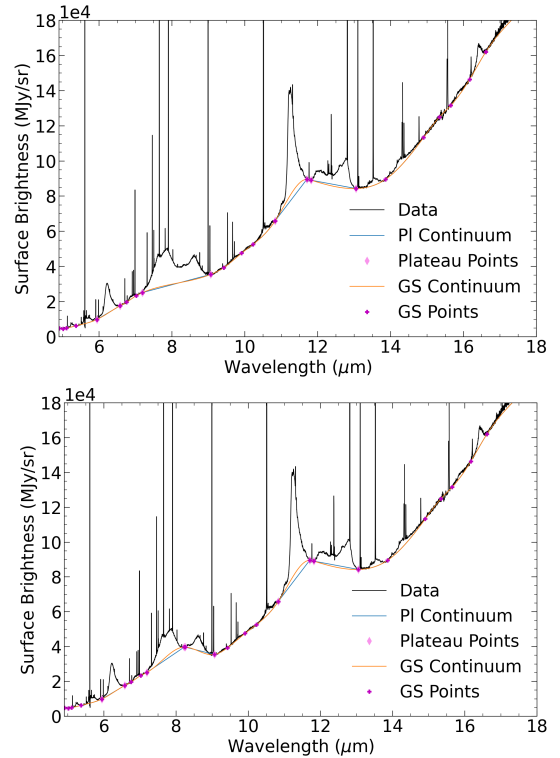 1e4
18
16
14
12
10
8
6
4
2
0
Surface Brightness (MJy/sr)
Data
Pl Continuum
Plateau Points
GS Continuum
GS Points
6 8 10 12 14 16 18
Wavelength (μm)
1e4
18
16
14
12
10
8
6
4
2
0
Surface Brightness (MJy/sr)
Data
Pl Continuum
Plateau Points
GS Continuum
GS Points
6 8 10 12 14 16 18
Wavelength (μm)